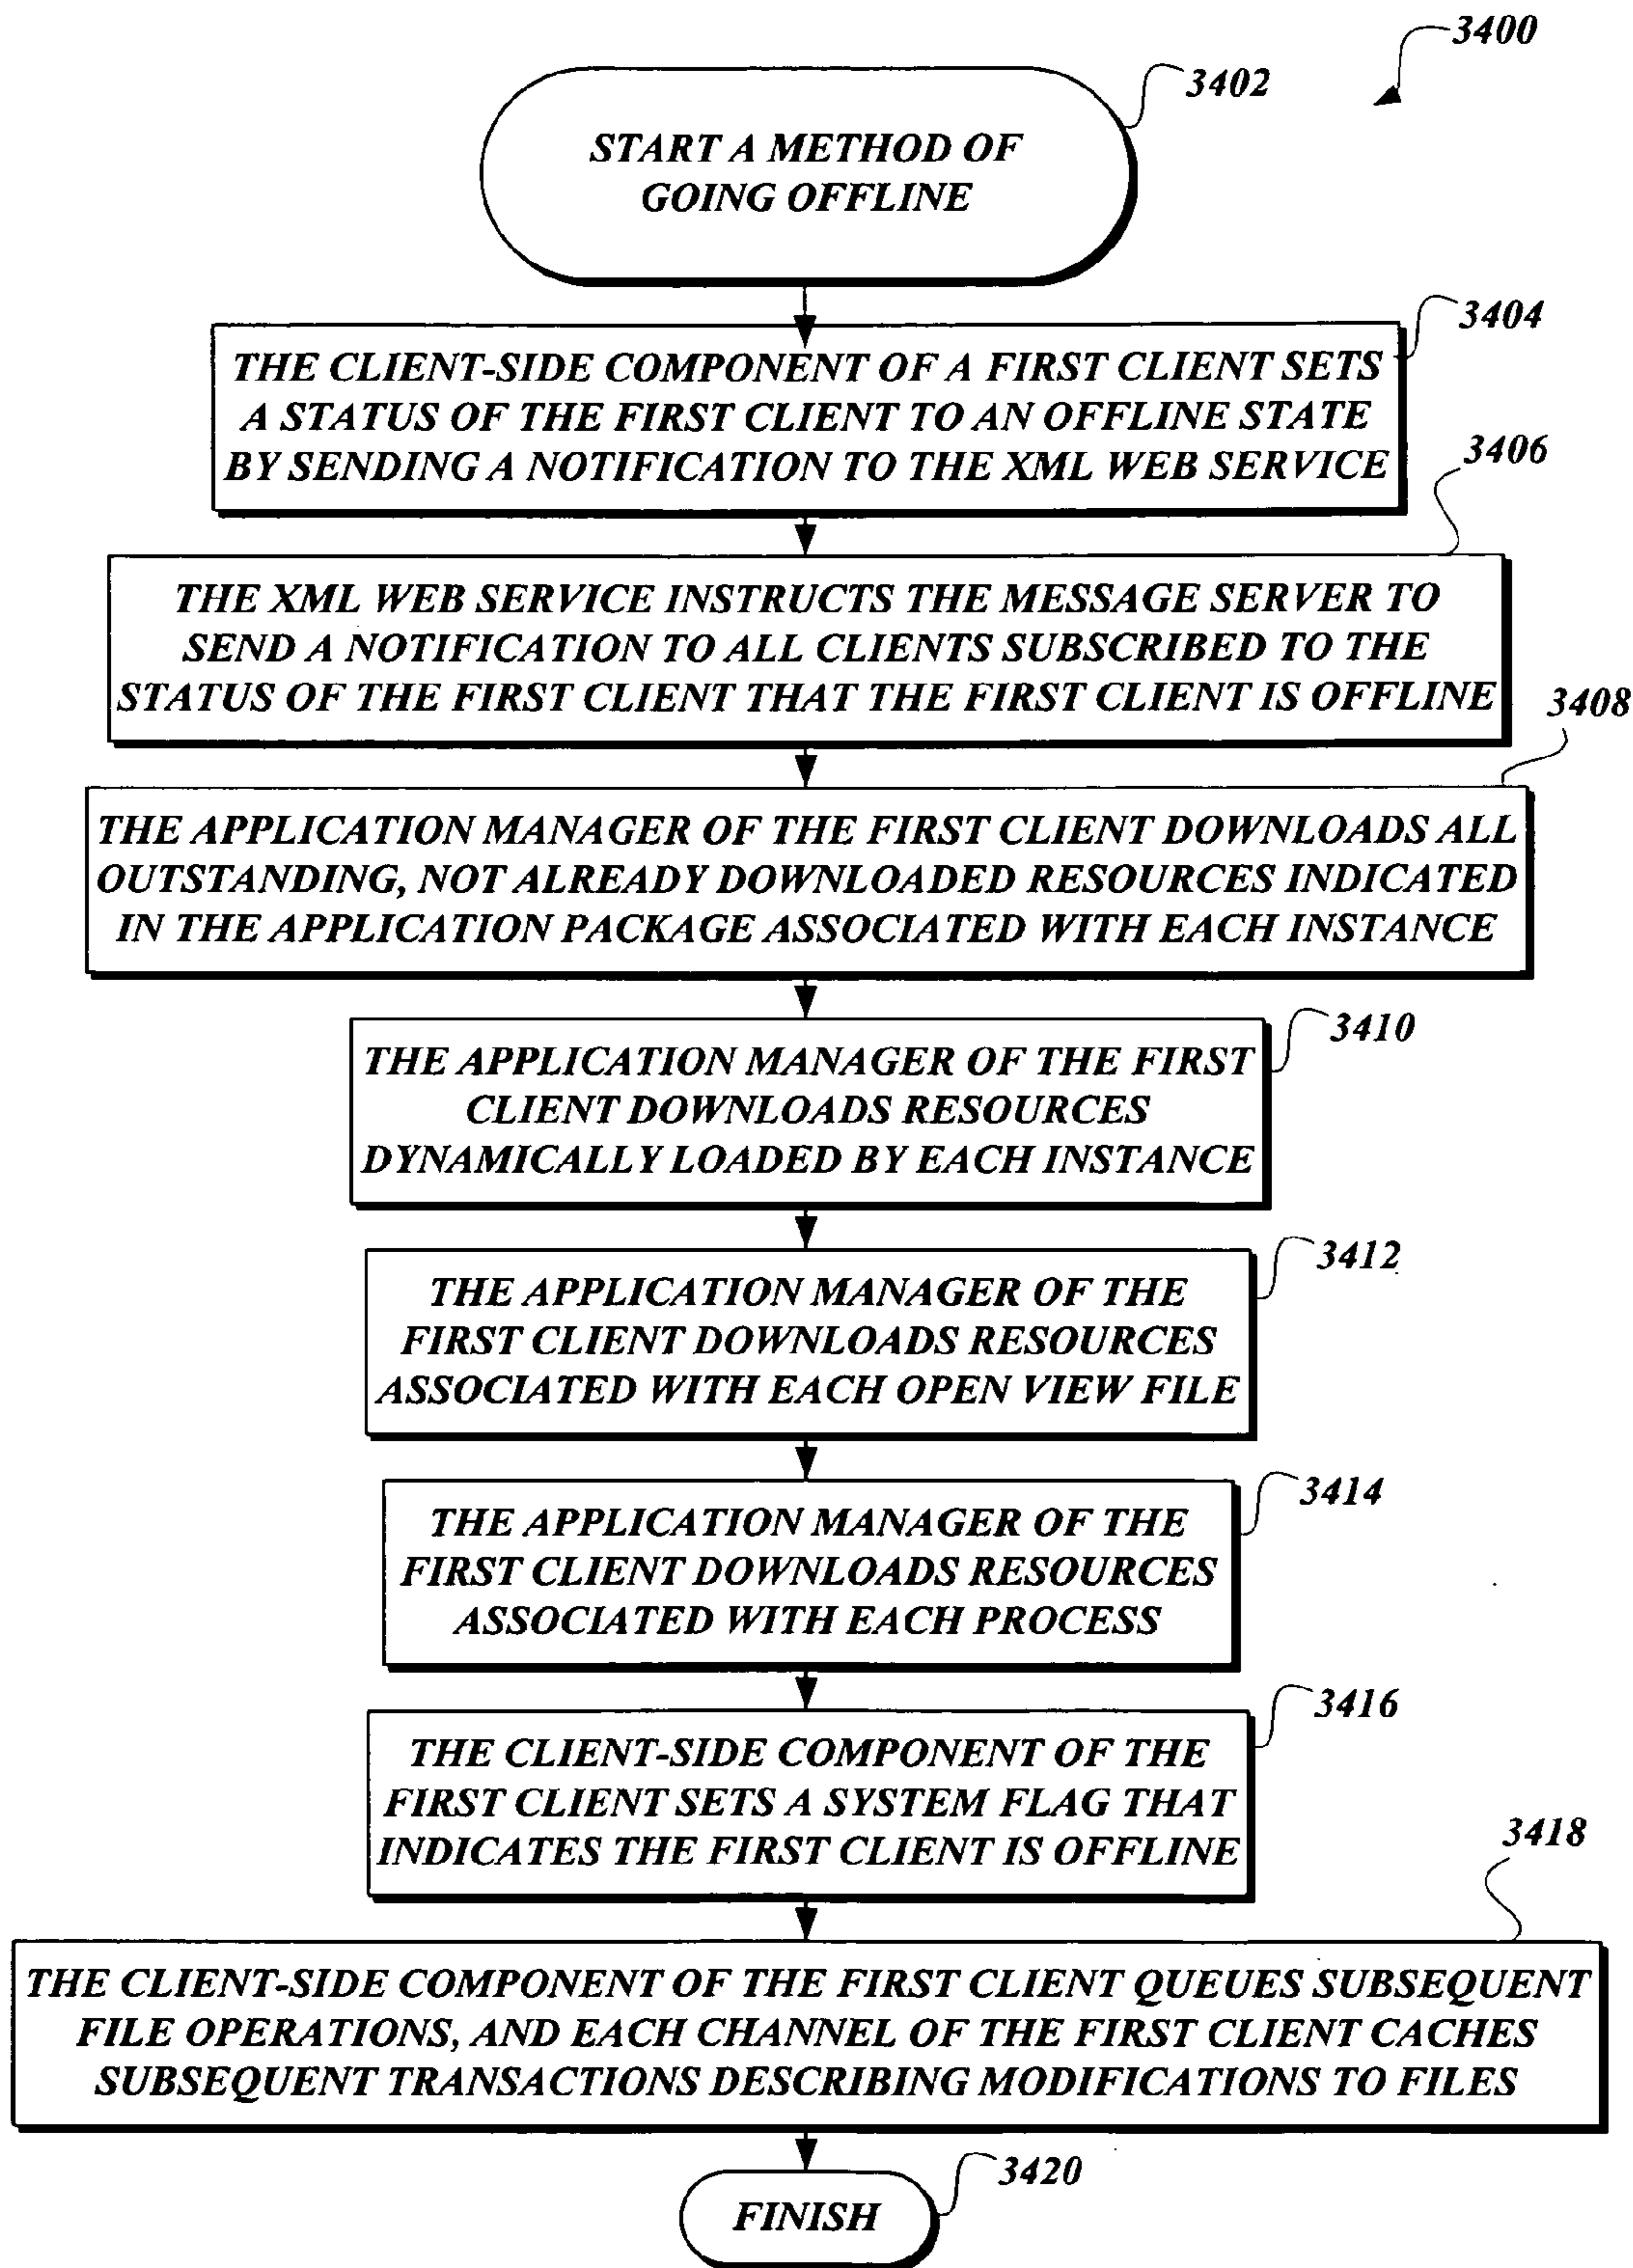 3400
3402
START A METHOD OF
GOING OFFLINE
3404
THE CLIENT-SIDE COMPONENT OF A FIRST CLIENT SETS
A STATUS OF THE FIRST CLIENT TO AN OFFLINE STATE
BY SENDING A NOTIFICATION TO THE XML WEB SERVICE
3406
THE XML WEB SERVICE INSTRUCTS THE MESSAGE SERVER TO
SEND A NOTIFICATION TO ALL CLIENTS SUBSCRIBED TO THE
STATUS OF THE FIRST CLIENT THAT THE FIRST CLIENT IS OFFLINE
3408
THE APPLICATION MANAGER OF THE FIRST CLIENT DOWNLOADS ALL
OUTSTANDING, NOT ALREADY DOWNLOADED RESOURCES INDICATED
IN THE APPLICATION PACKAGE ASSOCIATED WITH EACH INSTANCE
3410
THE APPLICATION MANAGER OF THE FIRST
CLIENT DOWNLOADS RESOURCES
DYNAMICALLY LOADED BY EACH INSTANCE
3412
THE APPLICATION MANAGER OF THE
FIRST CLIENT DOWNLOADS RESOURCES
ASSOCIATED WITH EACH OPEN VIEW FILE
3414
THE APPLICATION MANAGER OF THE
FIRST CLIENT DOWNLOADS RESOURCES
ASSOCIATED WITH EACH PROCESS
3416
THE CLIENT-SIDE COMPONENT OF THE
FIRST CLIENT SETS A SYSTEM FLAG THAT
INDICATES THE FIRST CLIENT IS OFFLINE
3418
THE CLIENT-SIDE COMPONENT OF THE FIRST CLIENT QUEUES SUBSEQUENT
FILE OPERATIONS, AND EACH CHANNEL OF THE FIRST CLIENT CACHES
SUBSEQUENT TRANSACTIONS DESCRIBING MODIFICATIONS TO FILES
3420
FINISH